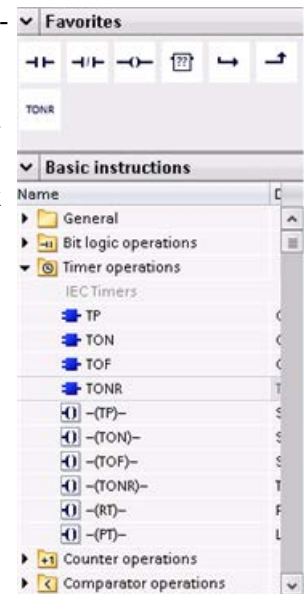 Favorites
??
TONR
Basic instructions
Name
General
Bit logic operations
Timer operations
IEC Timers
TP
TON
TOF
TONR
–(TP)–
–(TON)–
–(TOF)–
–(TONR)–
–(RT)–
–(PT)–
+1 Counter operations
Comparator operations